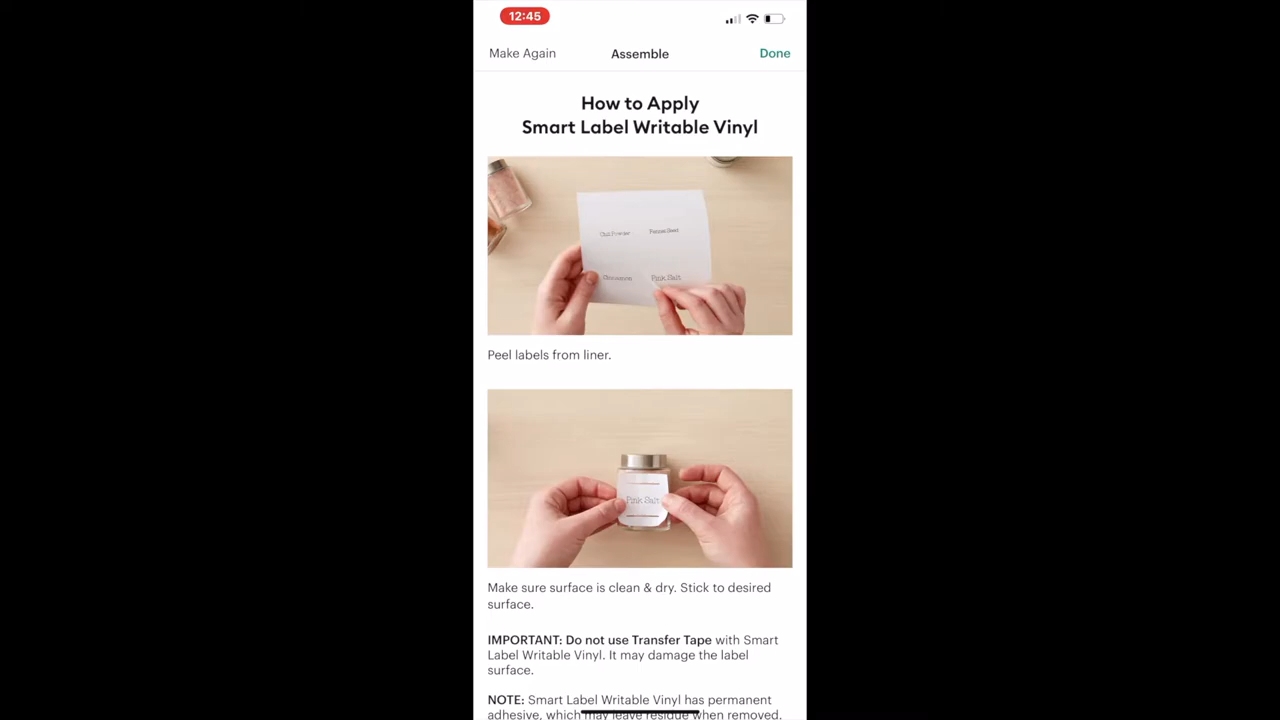 12:45
Make Again Assemble Done
How to Apply
Smart Label Writable Vinyl
Cinnamon Pink Salt
Peel labels from liner.
Pink Salt
Make sure surface is clean & dry. Stick to desired
surface.
IMPORTANT: Do not use Transfer Tape with Smart
Label Writable Vinyl. It may damage the label
surface.
NOTE: Smart Label Writable Vinyl has permanent
adhesive, which may leave residue when removed.